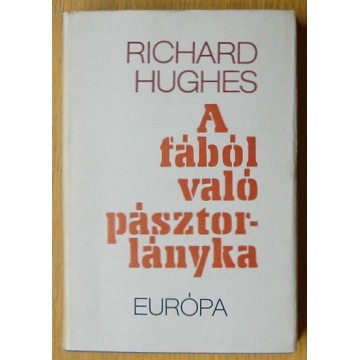 RICHARD
HUGHES
A
fából
való
pásztor-
lányka
EURÓPA